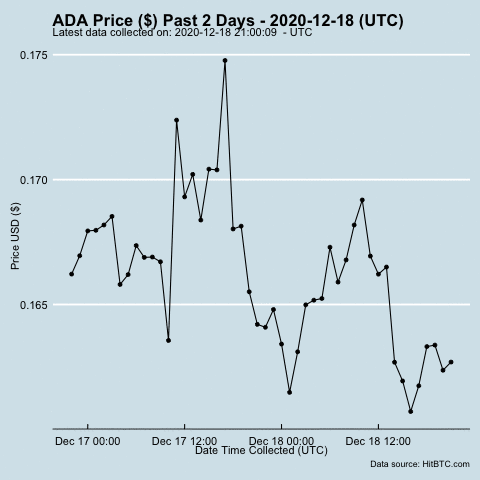 ADA Price ($) Past 2 Days - 2020-12-18 (UTC)
Latest data collected on: 2020-12-18 21:00:09  - UTC
0.175
0.170
0.165
Price USD ($)
Dec 17 00:00 Dec 17 12:00 Dec 18 00:00 Dec 18 12:00
Date Time Collected (UTC)
Data source: HitBTC.com